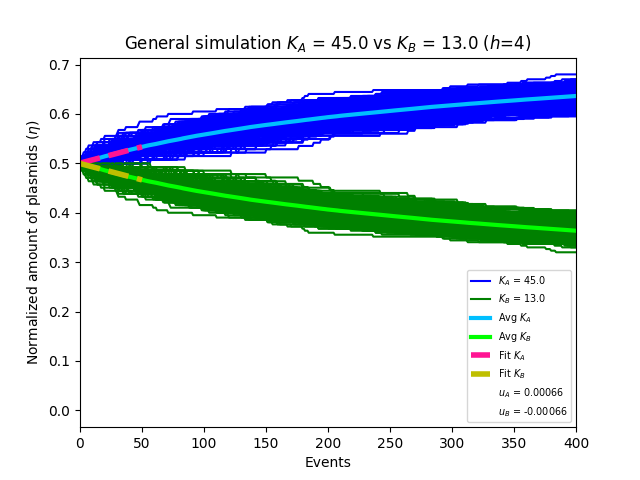 General simulation K_A = 45.0 vs K_B = 13.0 (h=4)
Normalized amount of plasmids (η)
0.7
0.6
0.5
0.4
0.3
0.2
0.1
0.0
K_A = 45.0
K_B = 13.0
Avg K_A
Avg K_B
Fit K_A
Fit K_B
u_A = 0.00066
u_B = -0.00066
0 50 100 150 200 250 300 350 400
Events